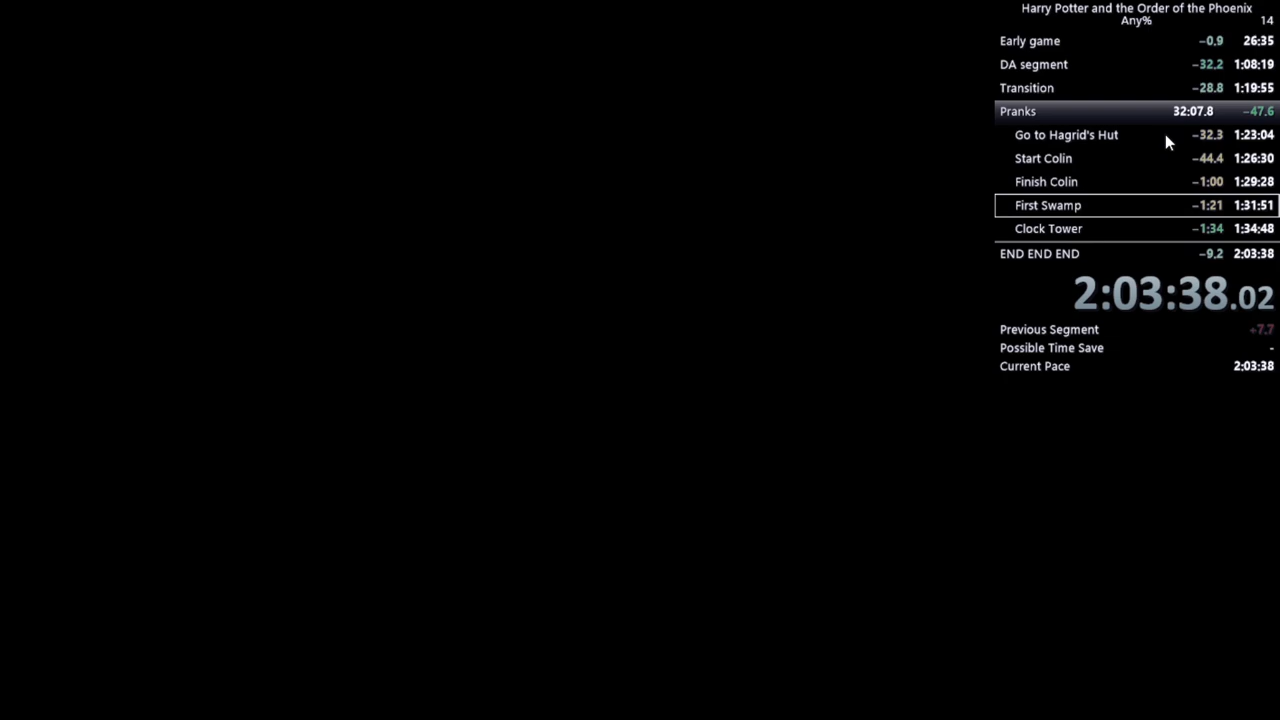 Harry Potter and the Order of the Phoenix
Any% 14
Early game −0.9 26:35
DA segment −32.2 1:08:19
Transition −28.8 1:19:55
Pranks 32:07.8 −47.6
Go to Hagrid's Hut −32.3 1:23:04
Start Colin −44.4 1:26:30
Finish Colin −1:00 1:29:28
First Swamp −1:21 1:31:51
Clock Tower −1:34 1:34:48
END END END −9.2 2:03:38
2:03:38.02
Previous Segment +7.7
Possible Time Save -
Current Pace 2:03:38